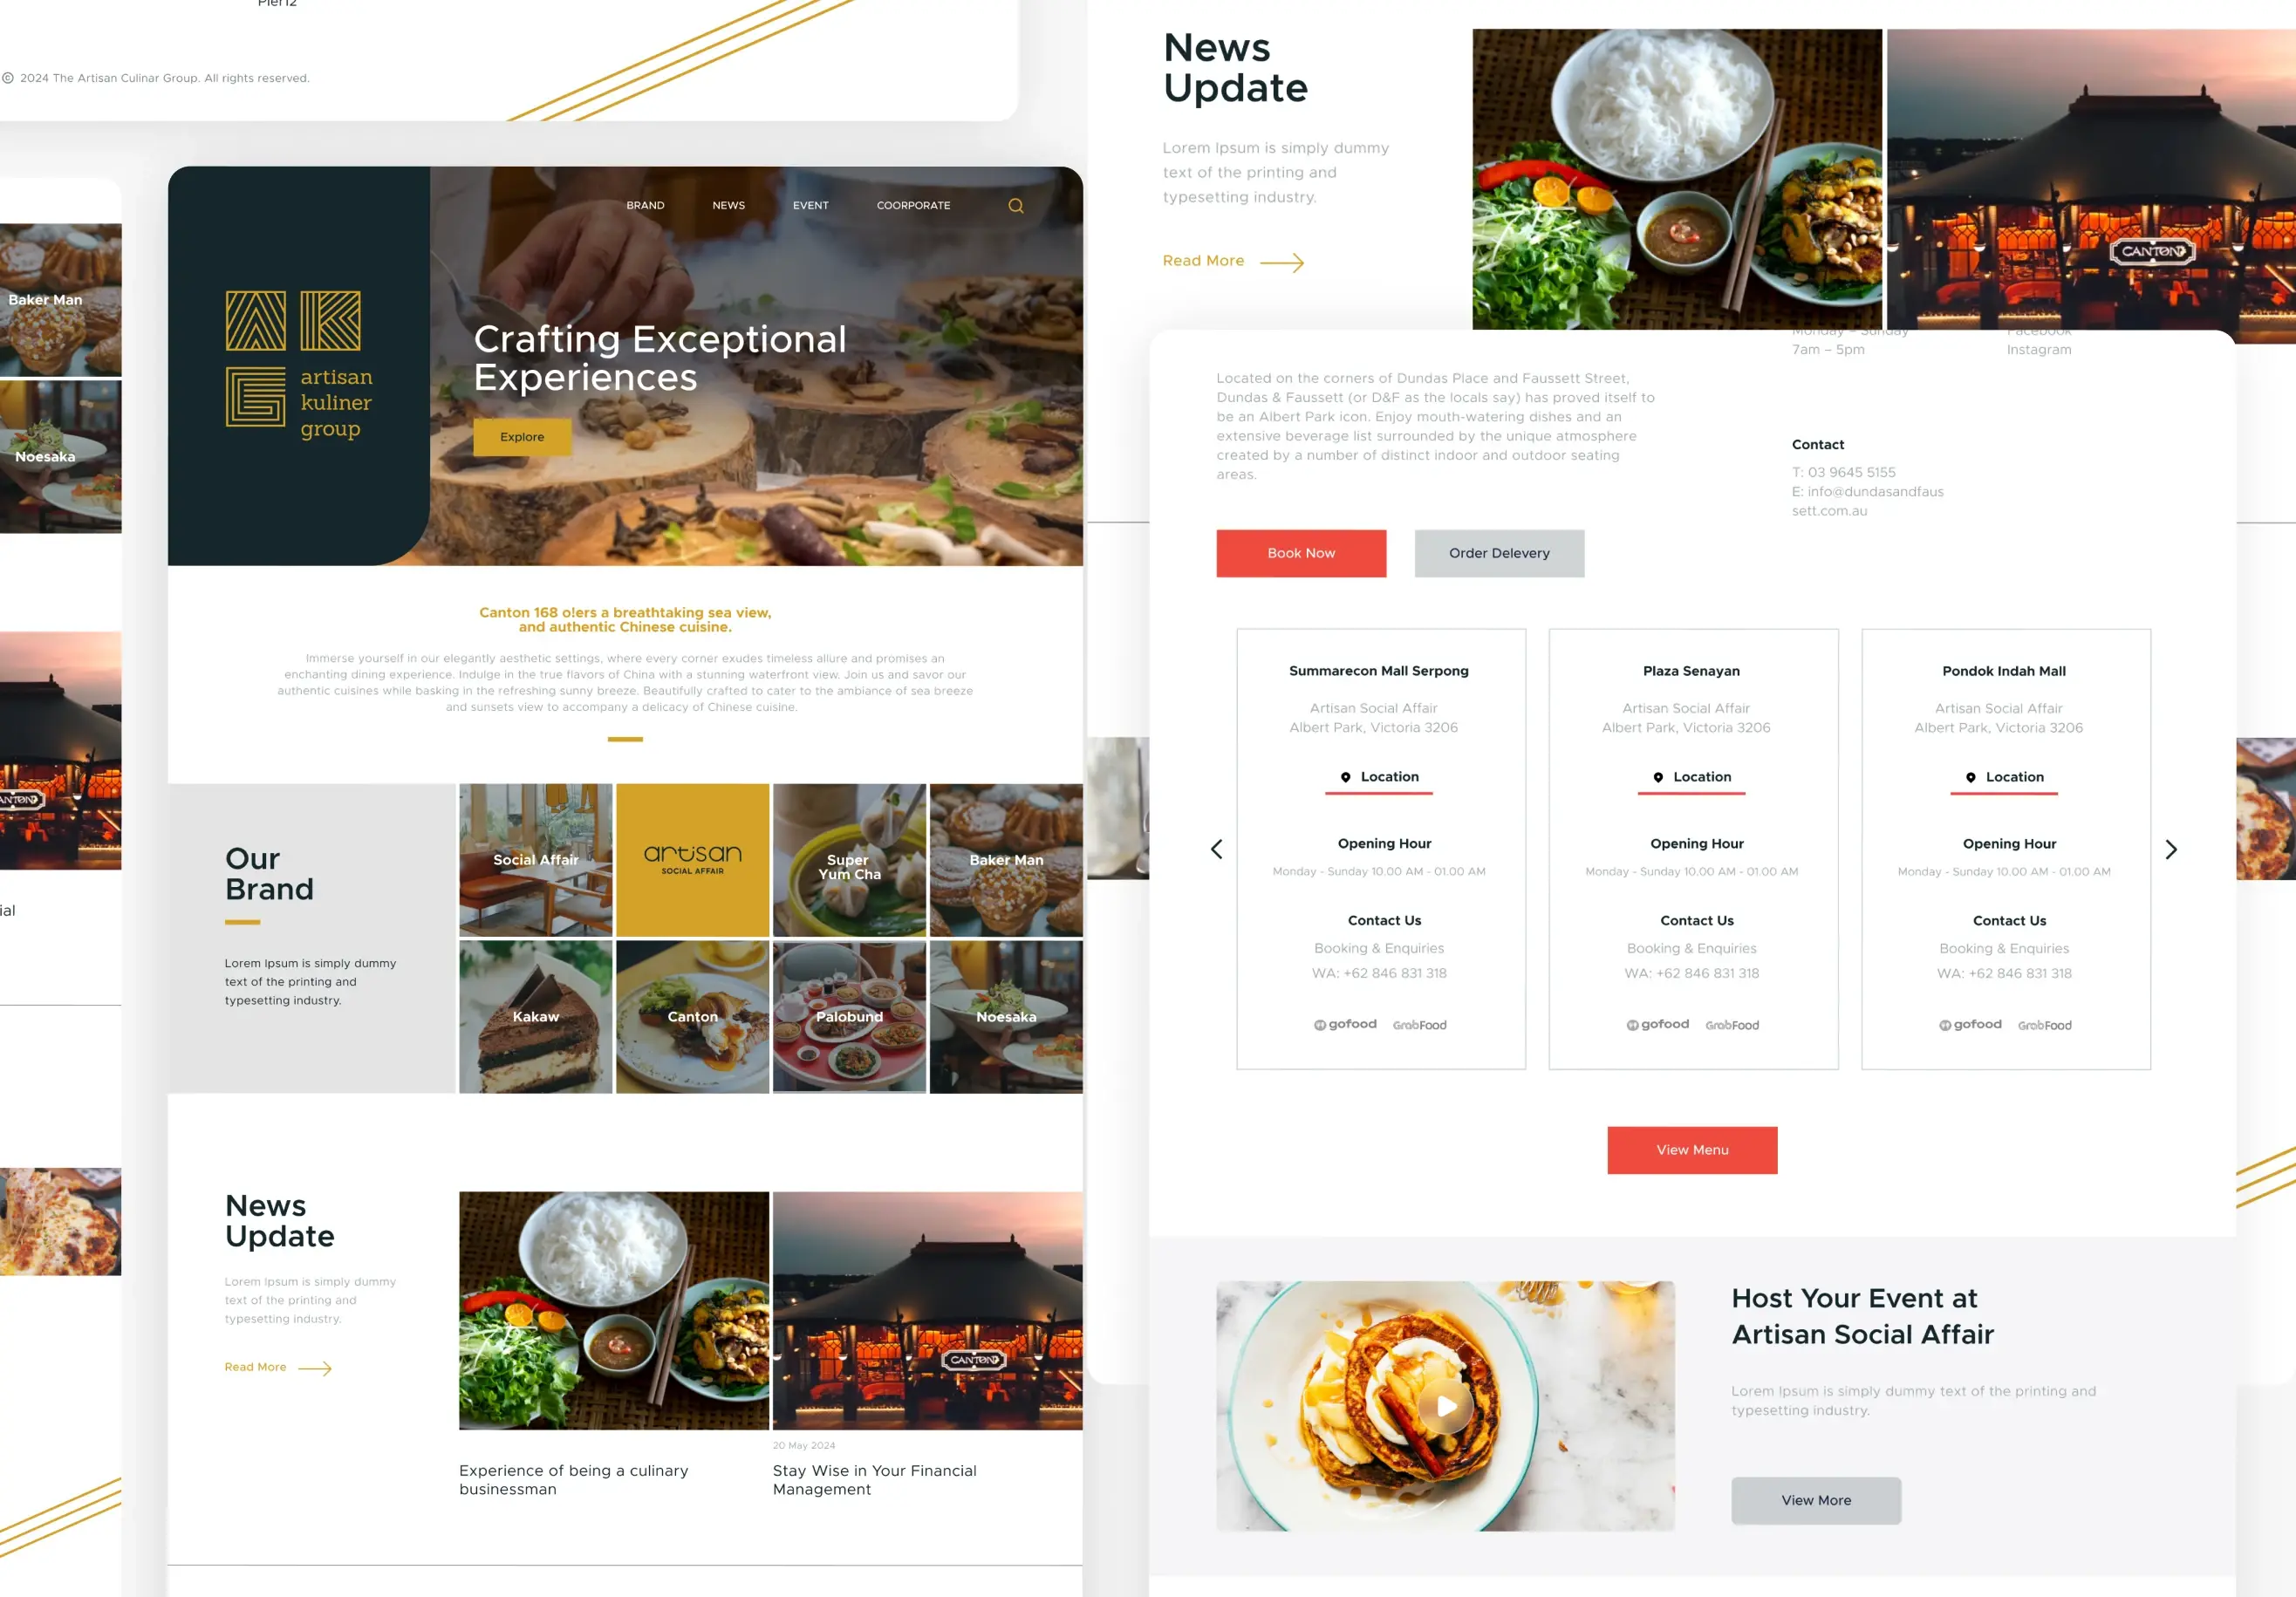 Pier12
© 2024 The Artisan Culinar Group. All rights reserved.
Baker Man
Noesaka
CANTON
ial
BRAND
NEWS
EVENT
COORPORATE
artisan
kuliner
group
Crafting Exceptional
Experiences
Explore
Canton 168 o!ers a breathtaking sea view,
and authentic Chinese cuisine.
Immerse yourself in our elegantly aesthetic settings, where every corner exudes timeless allure and promises an
enchanting dining experience. Indulge in the true flavors of China with a stunning waterfront view. Join us and savor our
authentic cuisines while basking in the refreshing sunny breeze. Beautifully crafted to cater to the ambiance of sea breeze
and sunsets view to accompany a delicacy of Chinese cuisine.
Our
Brand
Lorem Ipsum is simply dummy
text of the printing and
typesetting industry.
Social Affair
artisan
SOCIAL AFFAIR
Super
Yum Cha
Baker Man
Kakaw
Canton
Palobund
Noesaka
News
Update
Lorem Ipsum is simply dummy
text of the printing and
typesetting industry.
Read More
CANTON
Experience of being a culinary
businessman
20 May 2024
Stay Wise in Your Financial
Management
News
Update
Lorem Ipsum is simply dummy
text of the printing and
typesetting industry.
Read More
CANTON
Monday – Sunday
7am – 5pm
Facebook
Instagram
Located on the corners of Dundas Place and Faussett Street,
Dundas & Faussett (or D&F as the locals say) has proved itself to
be an Albert Park icon. Enjoy mouth-watering dishes and an
extensive beverage list surrounded by the unique atmosphere
created by a number of distinct indoor and outdoor seating
areas.
Contact
T: 03 9645 5155
E: info@dundasandfaus
sett.com.au
Book Now
Order Delevery
Summarecon Mall Serpong
Artisan Social Affair
Albert Park, Victoria 3206
Location
Opening Hour
Monday - Sunday 10.00 AM - 01.00 AM
Contact Us
Booking & Enquiries
WA: +62 846 831 318
gofood GrabFood
Plaza Senayan
Artisan Social Affair
Albert Park, Victoria 3206
Location
Opening Hour
Monday - Sunday 10.00 AM - 01.00 AM
Contact Us
Booking & Enquiries
WA: +62 846 831 318
gofood GrabFood
Pondok Indah Mall
Artisan Social Affair
Albert Park, Victoria 3206
Location
Opening Hour
Monday - Sunday 10.00 AM - 01.00 AM
Contact Us
Booking & Enquiries
WA: +62 846 831 318
gofood GrabFood
View Menu
Host Your Event at
Artisan Social Affair
Lorem Ipsum is simply dummy text of the printing and
typesetting industry.
View More